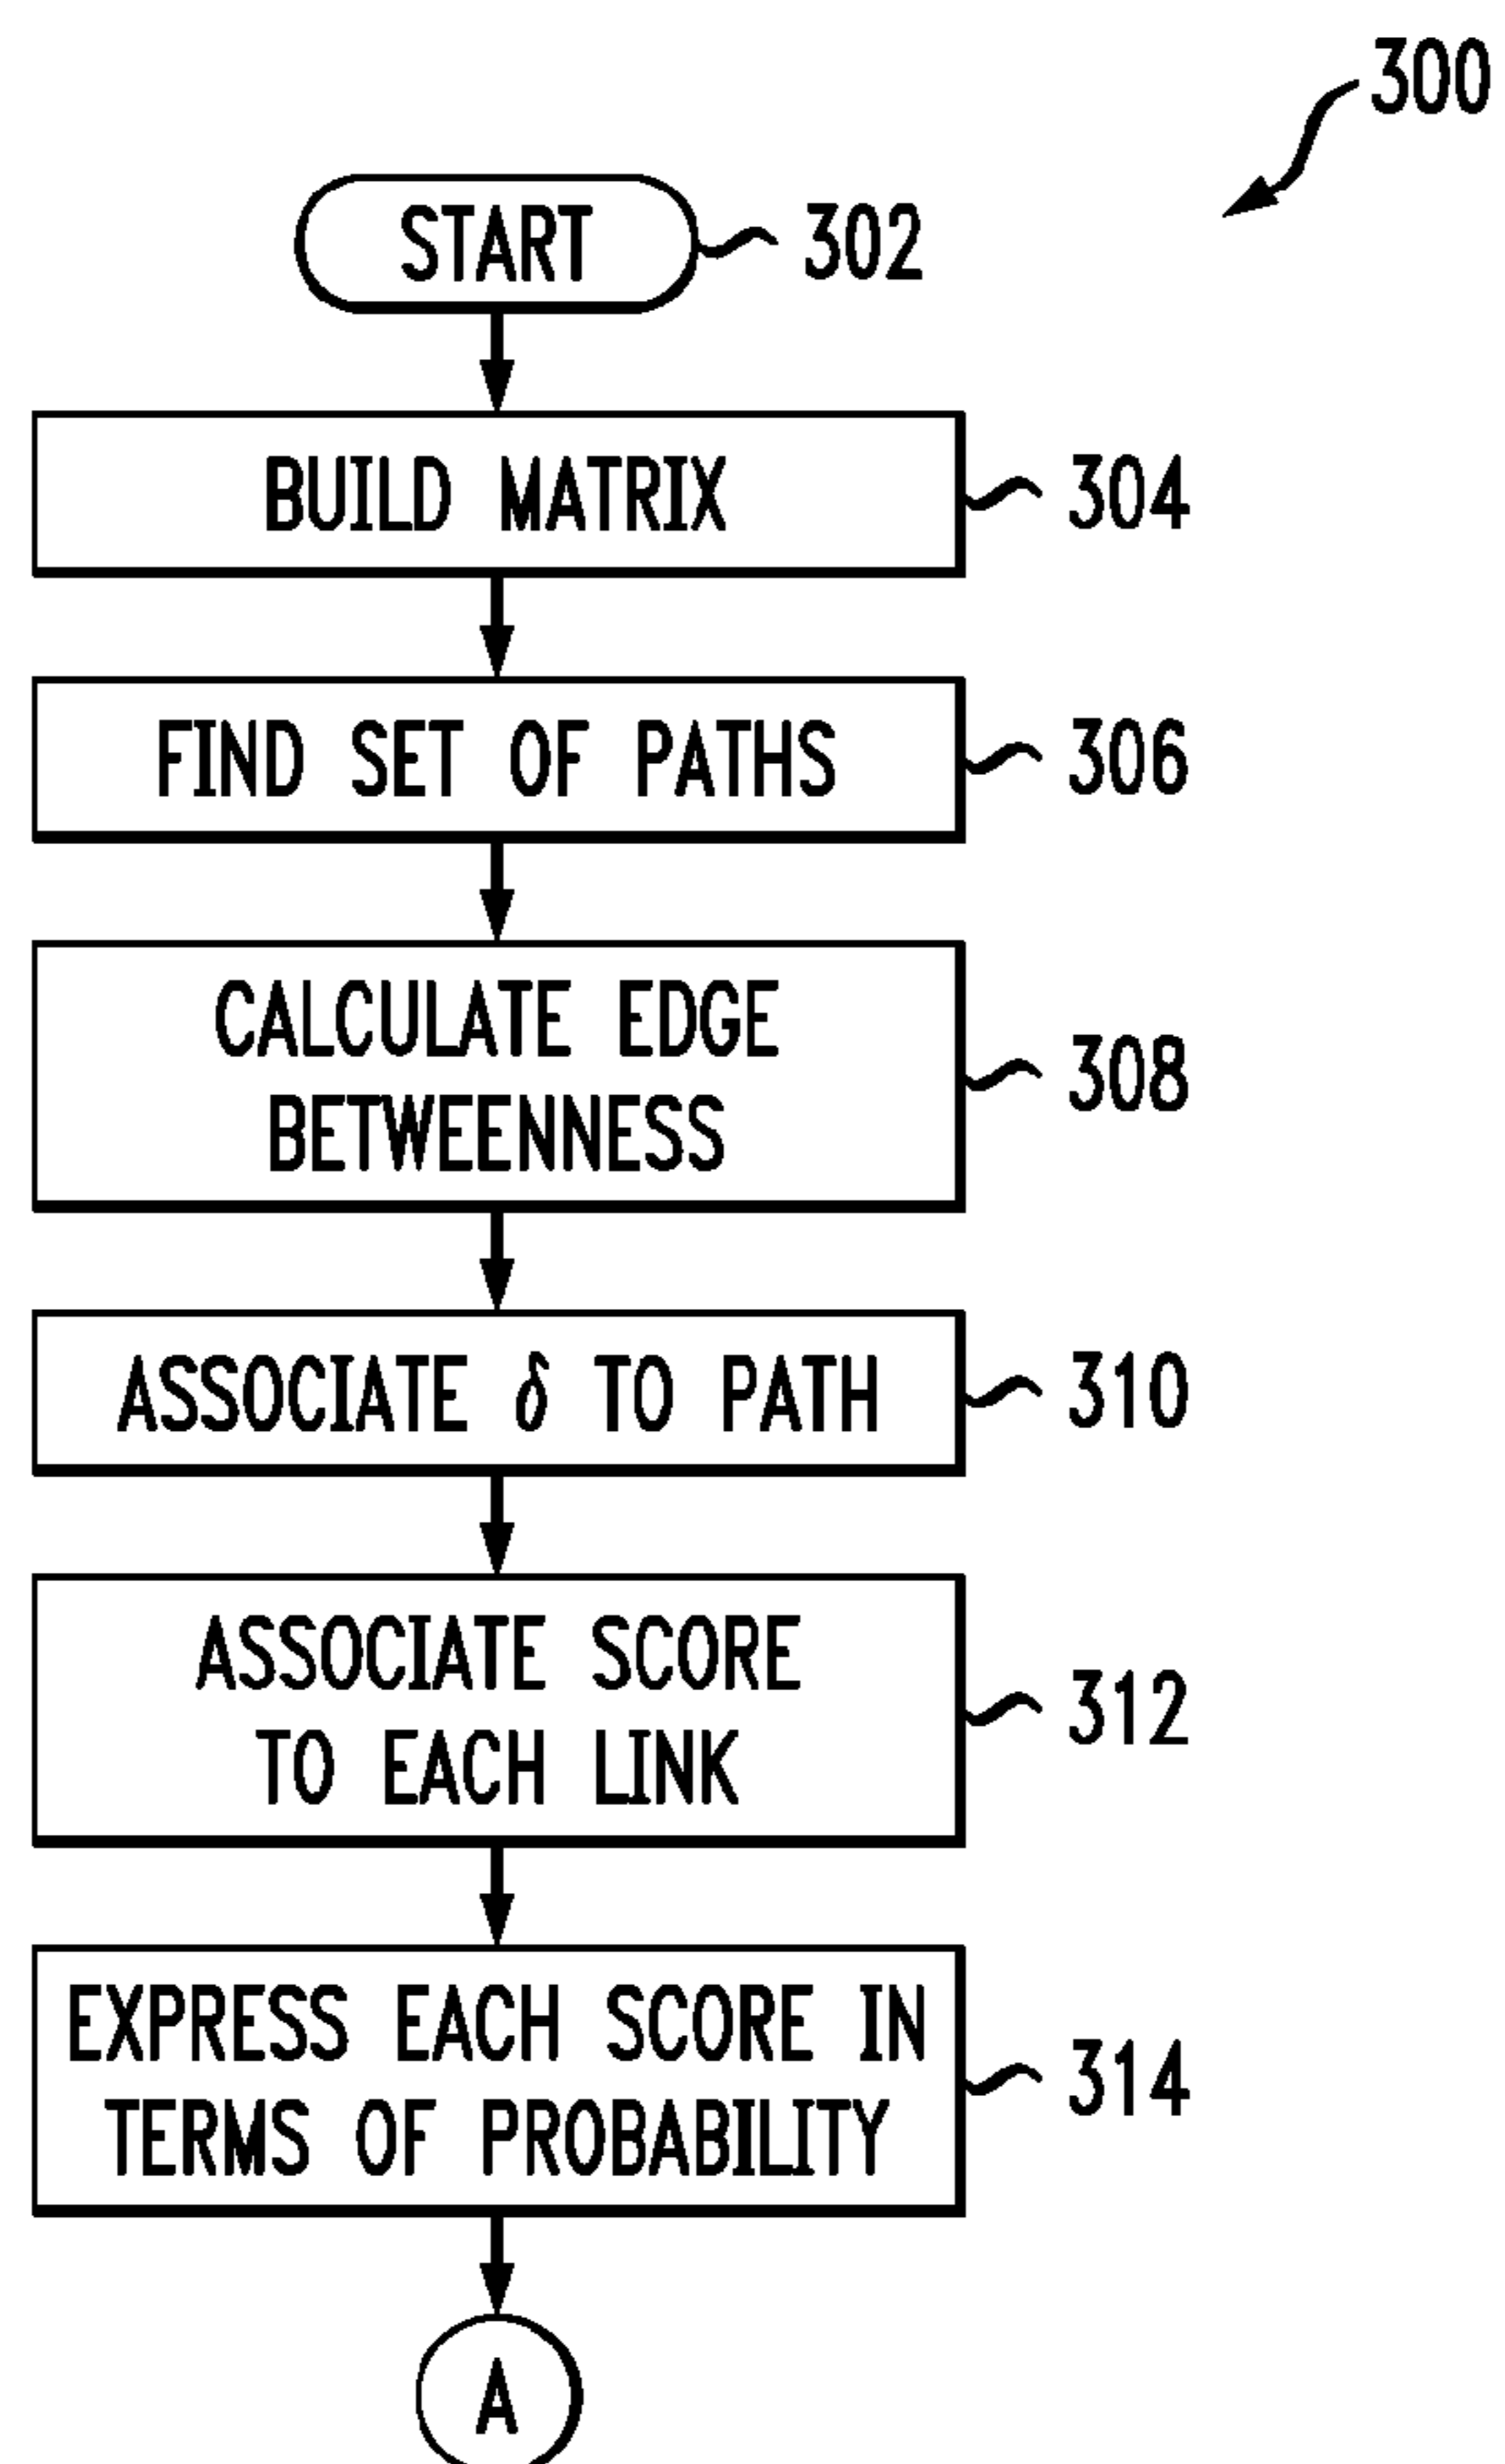 300
START
302
BUILD MATRIX
304
FIND SET OF PATHS
306
CALCULATE EDGE
BETWEENNESS
308
ASSOCIATE δ TO PATH
310
ASSOCIATE SCORE
TO EACH LINK
312
EXPRESS EACH SCORE IN
TERMS OF PROBABILITY
314
A